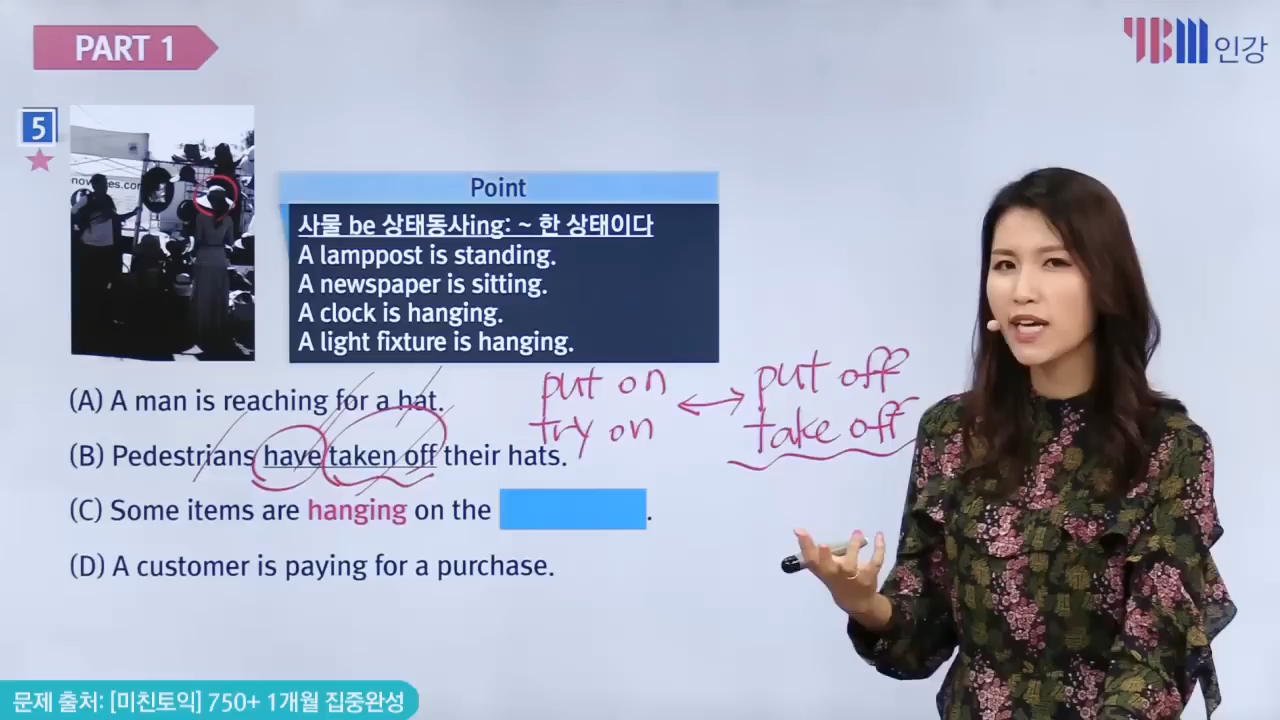 PART 1
YBM 인강
5
Point
사물 be 상태동사ing: ~ 한 상태이다
A lamppost is standing.
A newspaper is sitting.
A clock is hanging.
A light fixture is hanging.
(A) A man is reaching for a hat.
(B) Pedestrians have taken off their hats.
(C) Some items are hanging on the .
(D) A customer is paying for a purchase.
put on
try on
put off
take off
문제 출처: [미친토익] 750+ 1개월 집중완성